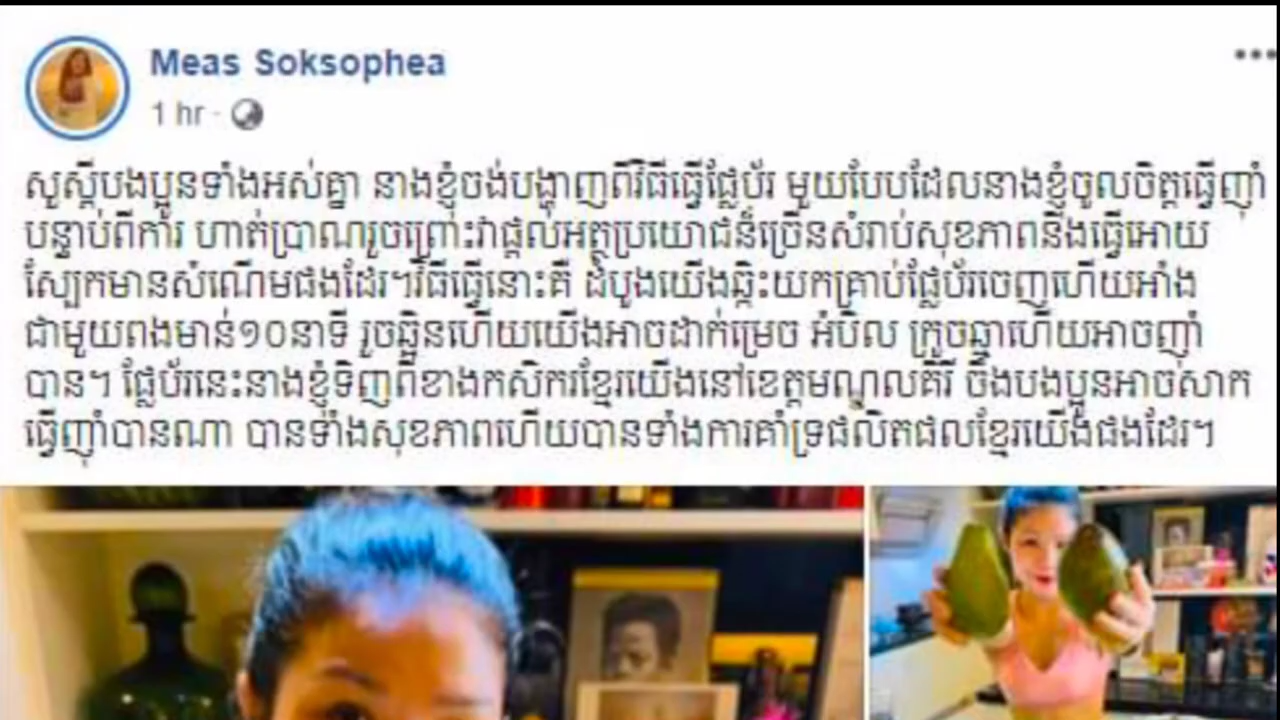 Meas Soksophea
1 hr ·
សួស្តីបងប្អូនទាំងអស់គ្នា នាងខ្ញុំចង់បង្ហាញពីវិធីធ្វើផ្លែប័រ មួយបែបដែលនាងខ្ញុំចូលចិត្តធ្វើញ៉ាំ
បន្ទាប់ពីការ ហាត់ប្រាណរួចព្រោះវាផ្តល់អត្ថប្រយោជន៏ច្រើនសំរាប់សុខភាពនិងធ្វើអោយ
ស្បែកមានសំណើមផងដែរ។វិធីធ្វើនោះគឺ ដំបូងយើងឆ្កិះយកគ្រាប់ផ្លែប័រចេញហើយអាំង
ជាមួយពងមាន់១០នាទី រួចឆ្អិនហើយយើងអាចដាក់ម្រេច អំបិល ក្រូចឆ្មាហើយអាចញ៉ាំ
បាន។ ផ្លែប័រនេះនាងខ្ញុំទិញពីខាងកសិករខ្មែរយើងនៅខេត្តមណ្ឌលគីរី ចឹងបងប្អូនអាចសាក
ធ្វើញ៉ាំបានណា បានទាំងសុខភាពហើយបានទាំងការគាំទ្រផលិតផលខ្មែរយើងផងដែរ។